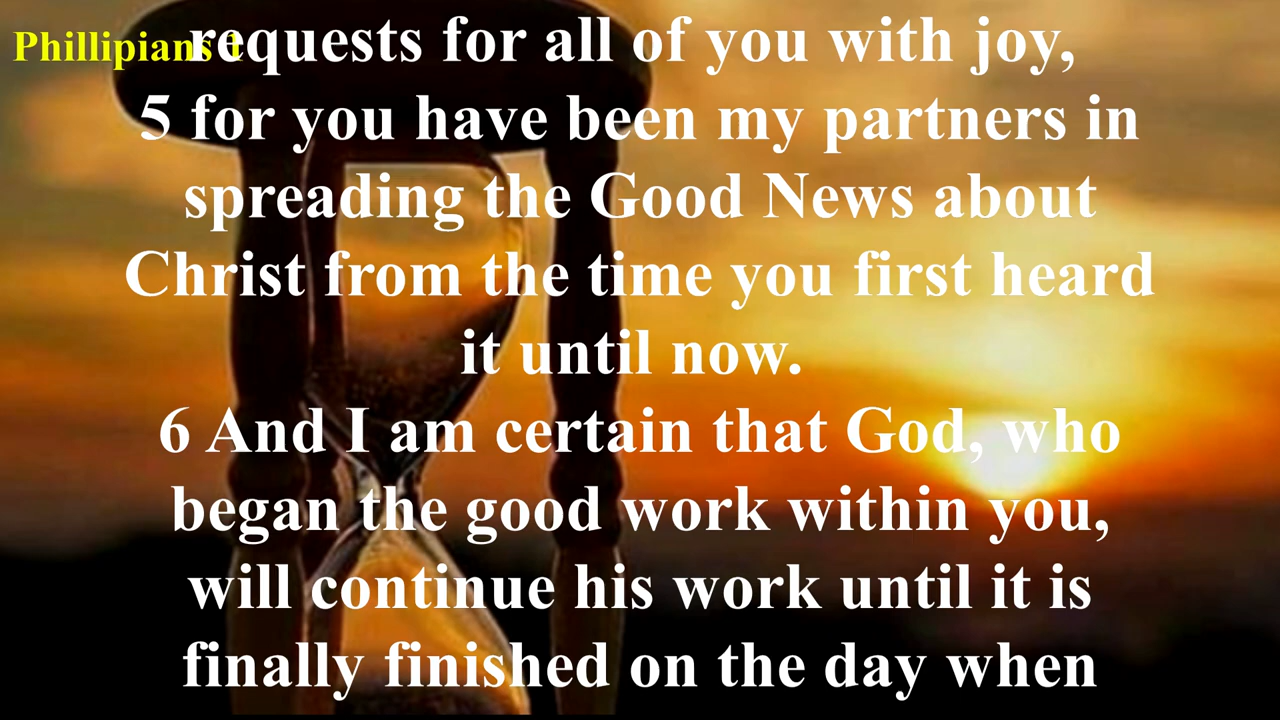 Phillipians 1
requests for all of you with joy,
5 for you have been my partners in
spreading the Good News about
Christ from the time you first heard
it until now.
6 And I am certain that God, who
began the good work within you,
will continue his work until it is
finally finished on the day when